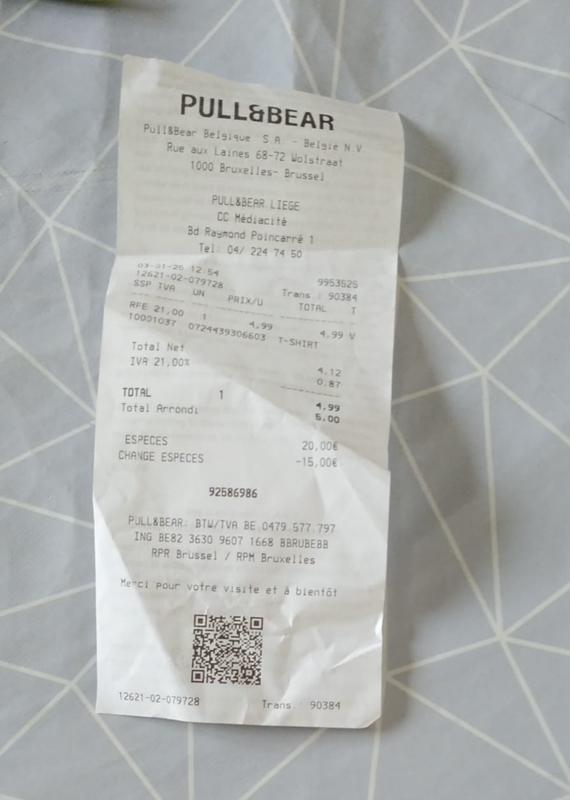 PULL&BEAR
Pull&Bear Belgique S.A. - Belgie N.V
Rue aux Laines 68-72 Wolstraat
1000 Bruxelles- Brussel
PULL&BEAR LIEGE
CC Médiacité
Bd Raymond Poincarré 1
Tel: 04/ 224 74 50
03-01-25 12:54 9953525
12621-02-079728 Trans.: 90384
SSP TVA UN PRIX/U TOTAL T
RFE 21,00 1 4,99 4,99 V
10001037 0724439306603 T-SHIRT
Total Net 4,12
IVA 21,00% 0,87
TOTAL 1 4,99
Total Arrondi 5,00
ESPECES 20,00€
CHANGE ESPECES -15,00€
92586986
PULL&BEAR: BTW/TVA BE.0479.577.797
ING BE82 3630 9607 1668 BBRUBEBB
RPR Brussel / RPM Bruxelles
Merci pour votre visite et à bientôt
12621-02-079728 Trans.: 90384